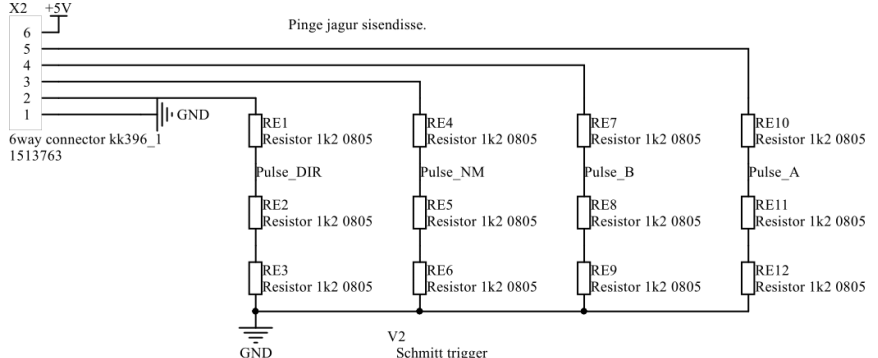 X2 +5V
Pinge jagur sisendisse.
6
5
4
3
2
1
GND
6way connector kk396_1
1513763
RE1
Resistor 1k2 0805
RE4
Resistor 1k2 0805
RE7
Resistor 1k2 0805
RE10
Resistor 1k2 0805
Pulse_DIR
Pulse_NM
Pulse_B
Pulse_A
RE2
Resistor 1k2 0805
RE5
Resistor 1k2 0805
RE8
Resistor 1k2 0805
RE11
Resistor 1k2 0805
RE3
Resistor 1k2 0805
RE6
Resistor 1k2 0805
RE9
Resistor 1k2 0805
RE12
Resistor 1k2 0805
GND
V2
Schmitt trigger